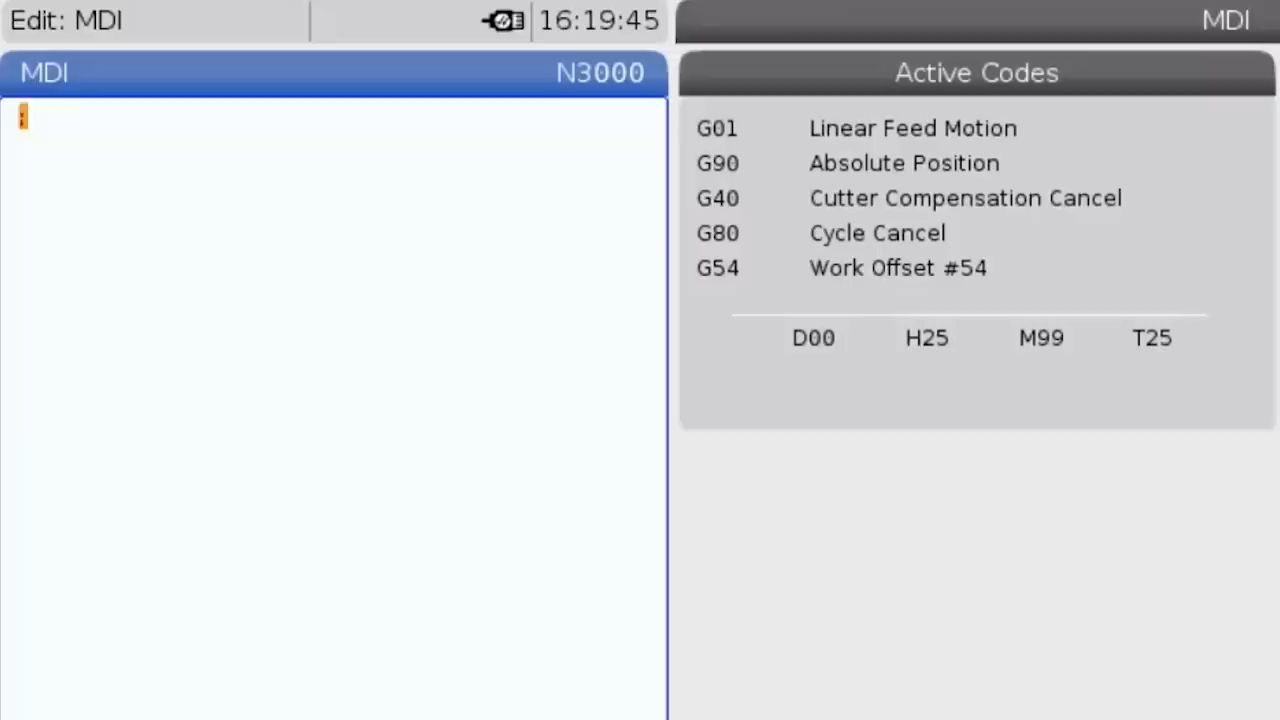 Edit: MDI 16:19:45 MDI
MDI N3000
;
Active Codes
G01 Linear Feed Motion
G90 Absolute Position
G40 Cutter Compensation Cancel
G80 Cycle Cancel
G54 Work Offset #54
D00 H25 M99 T25